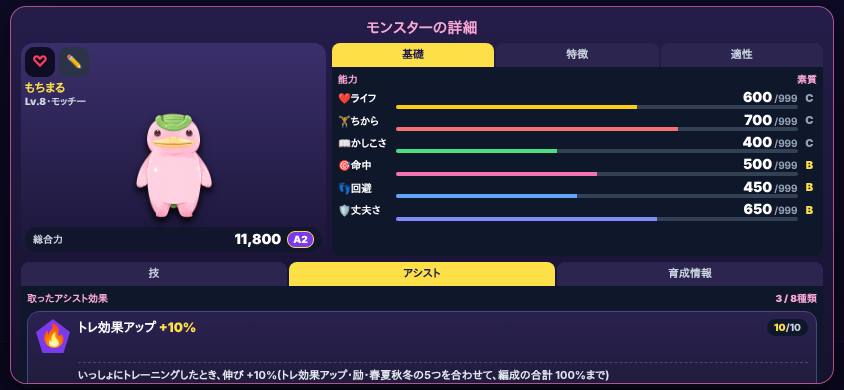 モンスターの詳細
もちまる
Lv.8・モッチー
総合力 11,800 A2
基礎 特徴 適性
能力 素質
ライフ 600 /999 C
ちから 700 /999 C
かしこさ 400 /999 C
命中 500 /999 B
回避 450 /999 B
丈夫さ 650 /999 B
技 アシスト 育成情報
取ったアシスト効果 3 / 8種類
トレ効果アップ +10% 10/10
いっしょにトレーニングしたとき、伸び +10%(トレ効果アップ・励・春夏秋冬の5つを合わせて、編成の合計 100%まで)